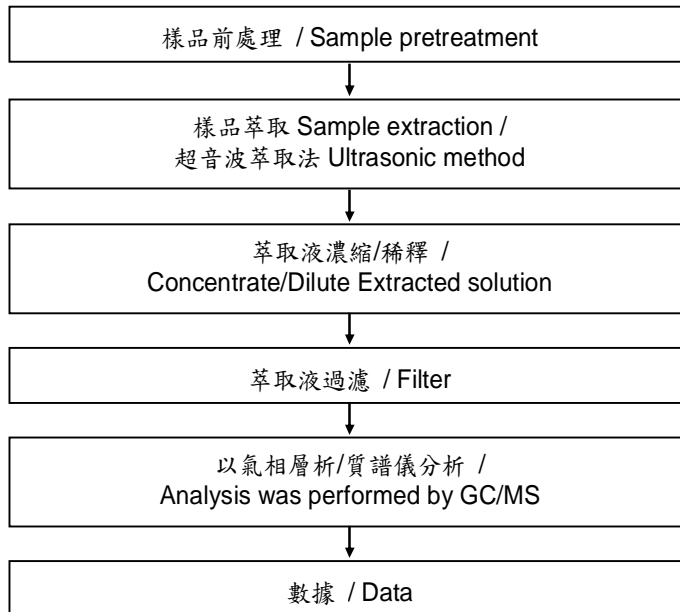 樣品前處理 / Sample pretreatment
樣品萃取 Sample extraction /
超音波萃取法 Ultrasonic method
萃取液濃縮/稀釋 /
Concentrate/Dilute Extracted solution
萃取液過濾 / Filter
以氣相層析/質譜儀分析 /
Analysis was performed by GC/MS
數據 / Data